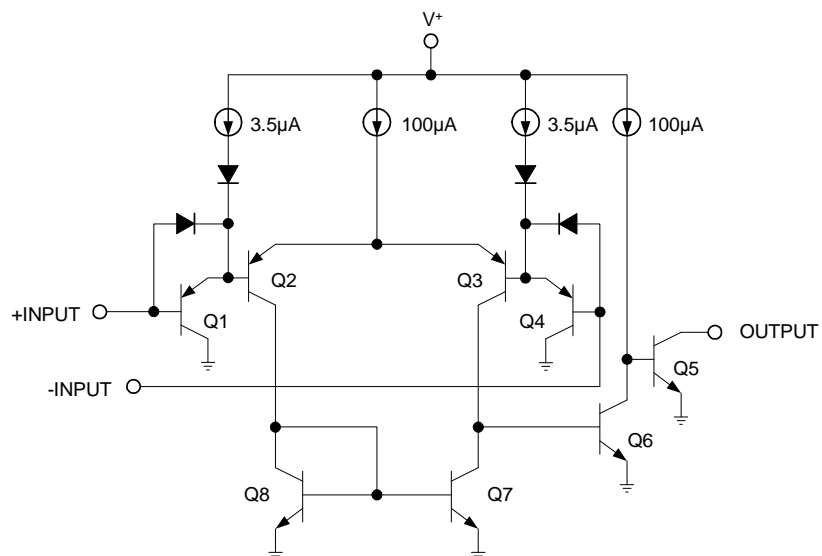 V+
3.5µA
100µA
3.5µA
100µA
Q2
Q3
+INPUT
Q1
Q4
OUTPUT
Q5
-INPUT
Q6
Q8
Q7